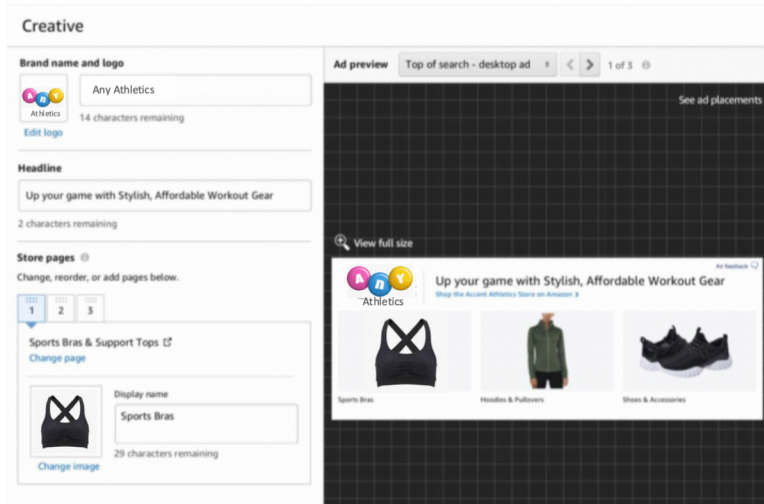 Creative
Brand name and logo
Any
Athletics
Any Athletics
14 characters remaining
Edit logo
Headline
Up your game with Stylish, Affordable Workout Gear
2 characters remaining
Store pages
Change, reorder, or add pages below.
1 2 3
Sports Bras & Support Tops
Change page
Display name
Sports Bras
29 characters remaining
Change image
Ad preview
Top of search - desktop ad
1 of 3
See ad placements
View full size
Ad feedback
Any
Athletics
Up your game with Stylish, Affordable Workout Gear
Shop the Accent Athletics Store on Amazon
Sports Bras
Hoodies & Pullovers
Shoes & Accessories